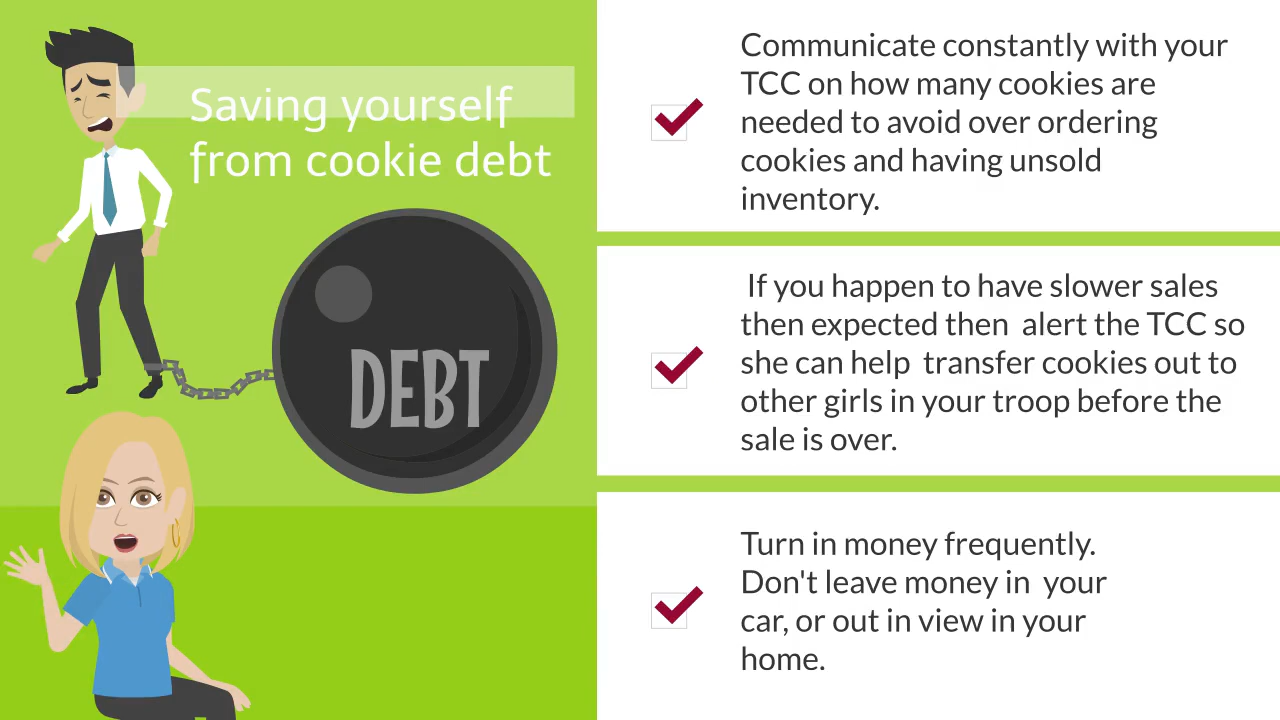 Saving yourself
from cookie debt
DEBT
Communicate constantly with your
TCC on how many cookies are
needed to avoid over ordering
cookies and having unsold
inventory.
If you happen to have slower sales
then expected then  alert the TCC so
she can help  transfer cookies out to
other girls in your troop before the
sale is over.
Turn in money frequently.
Don't leave money in  your
car, or out in view in your
home.